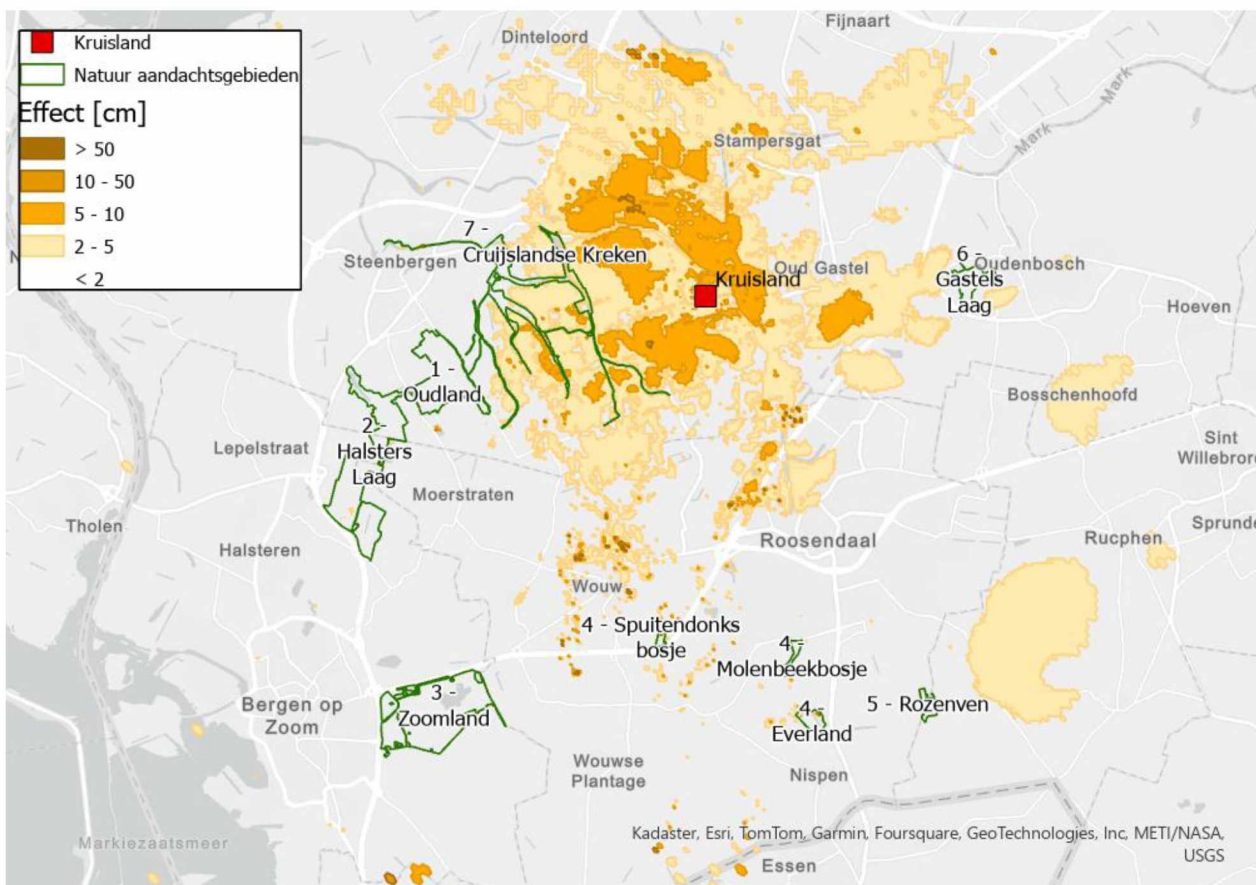 Kruisland
Natuur aandachtsgebieden
Effect [cm]
> 50
10 - 50
5 - 10
2 - 5
< 2
Dinteloord
Fijnaart
Mark
Mark
Stampersgat
7 -
Cruijslandse Kreken
Steenbergen
Kruisland
Oud Gastel
6 -
Gastels
Laag
Oudenbosch
Hoeven
1 -
Oudland
Bosschenhoofd
2 -
Halsters
Laag
Lepelstraat
Sint
Willebrord
Moerstraten
Tholen
Halsteren
Roosendaal
Rucphen
Sprunde
Wouw
4 - Spuitendonks
bosje
4 -
Molenbeekbosje
3 -
Zoomland
Bergen op
Zoom
4 -
Everland
5 - Rozenven
Wouwse
Plantage
Nispen
Markiezaatsmeer
Kadaster, Esri, TomTom, Garmin, Foursquare, GeoTechnologies, Inc, METI/NASA,
USGS
Essen